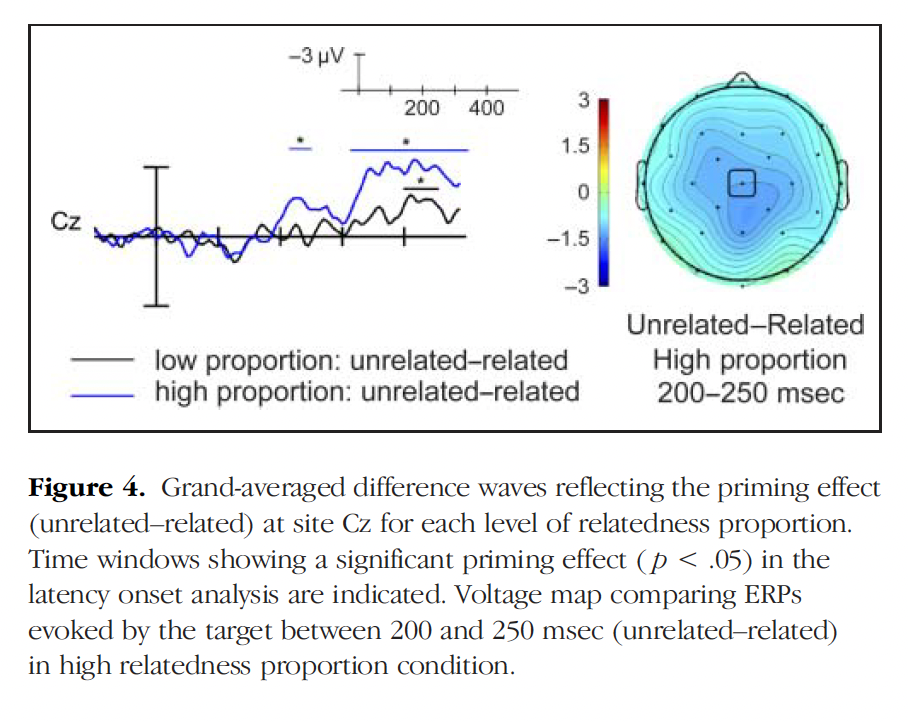 −3 µV
200 400
*
*
*
Cz
3
1.5
0
−1.5
−3
low proportion: unrelated–related
high proportion: unrelated–related
Unrelated–Related
High proportion
200–250 msec
Figure 4. Grand-averaged difference waves reflecting the priming effect
(unrelated–related) at site Cz for each level of relatedness proportion.
Time windows showing a significant priming effect (p < .05) in the
latency onset analysis are indicated. Voltage map comparing ERPs
evoked by the target between 200 and 250 msec (unrelated–related)
in high relatedness proportion condition.